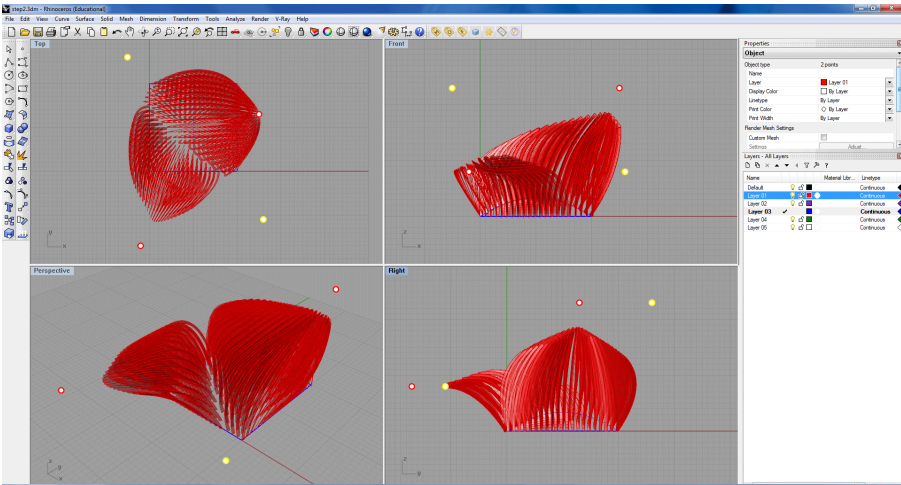 step2.3dm - Rhinoceros (Educational)
File Edit View Curve Surface Solid Mesh Dimension Transform Tools Analyze Render V-Ray Help
Top
Front
Perspective
Right
y
x
z
x
z
y
x
z
y
Properties
Object
Object type 2 points
Name
Layer Layer 01
Display Color By Layer
Linetype By Layer
Print Color By Layer
Print Width By Layer
Render Mesh Settings
Custom Mesh
Settings Adjust...
Layers - All Layers
Name Material Libr... Linetype
Default Continuous
Layer 01 Continuous
Layer 02 Continuous
Layer 03 Continuous
Layer 04 Continuous
Layer 05 Continuous